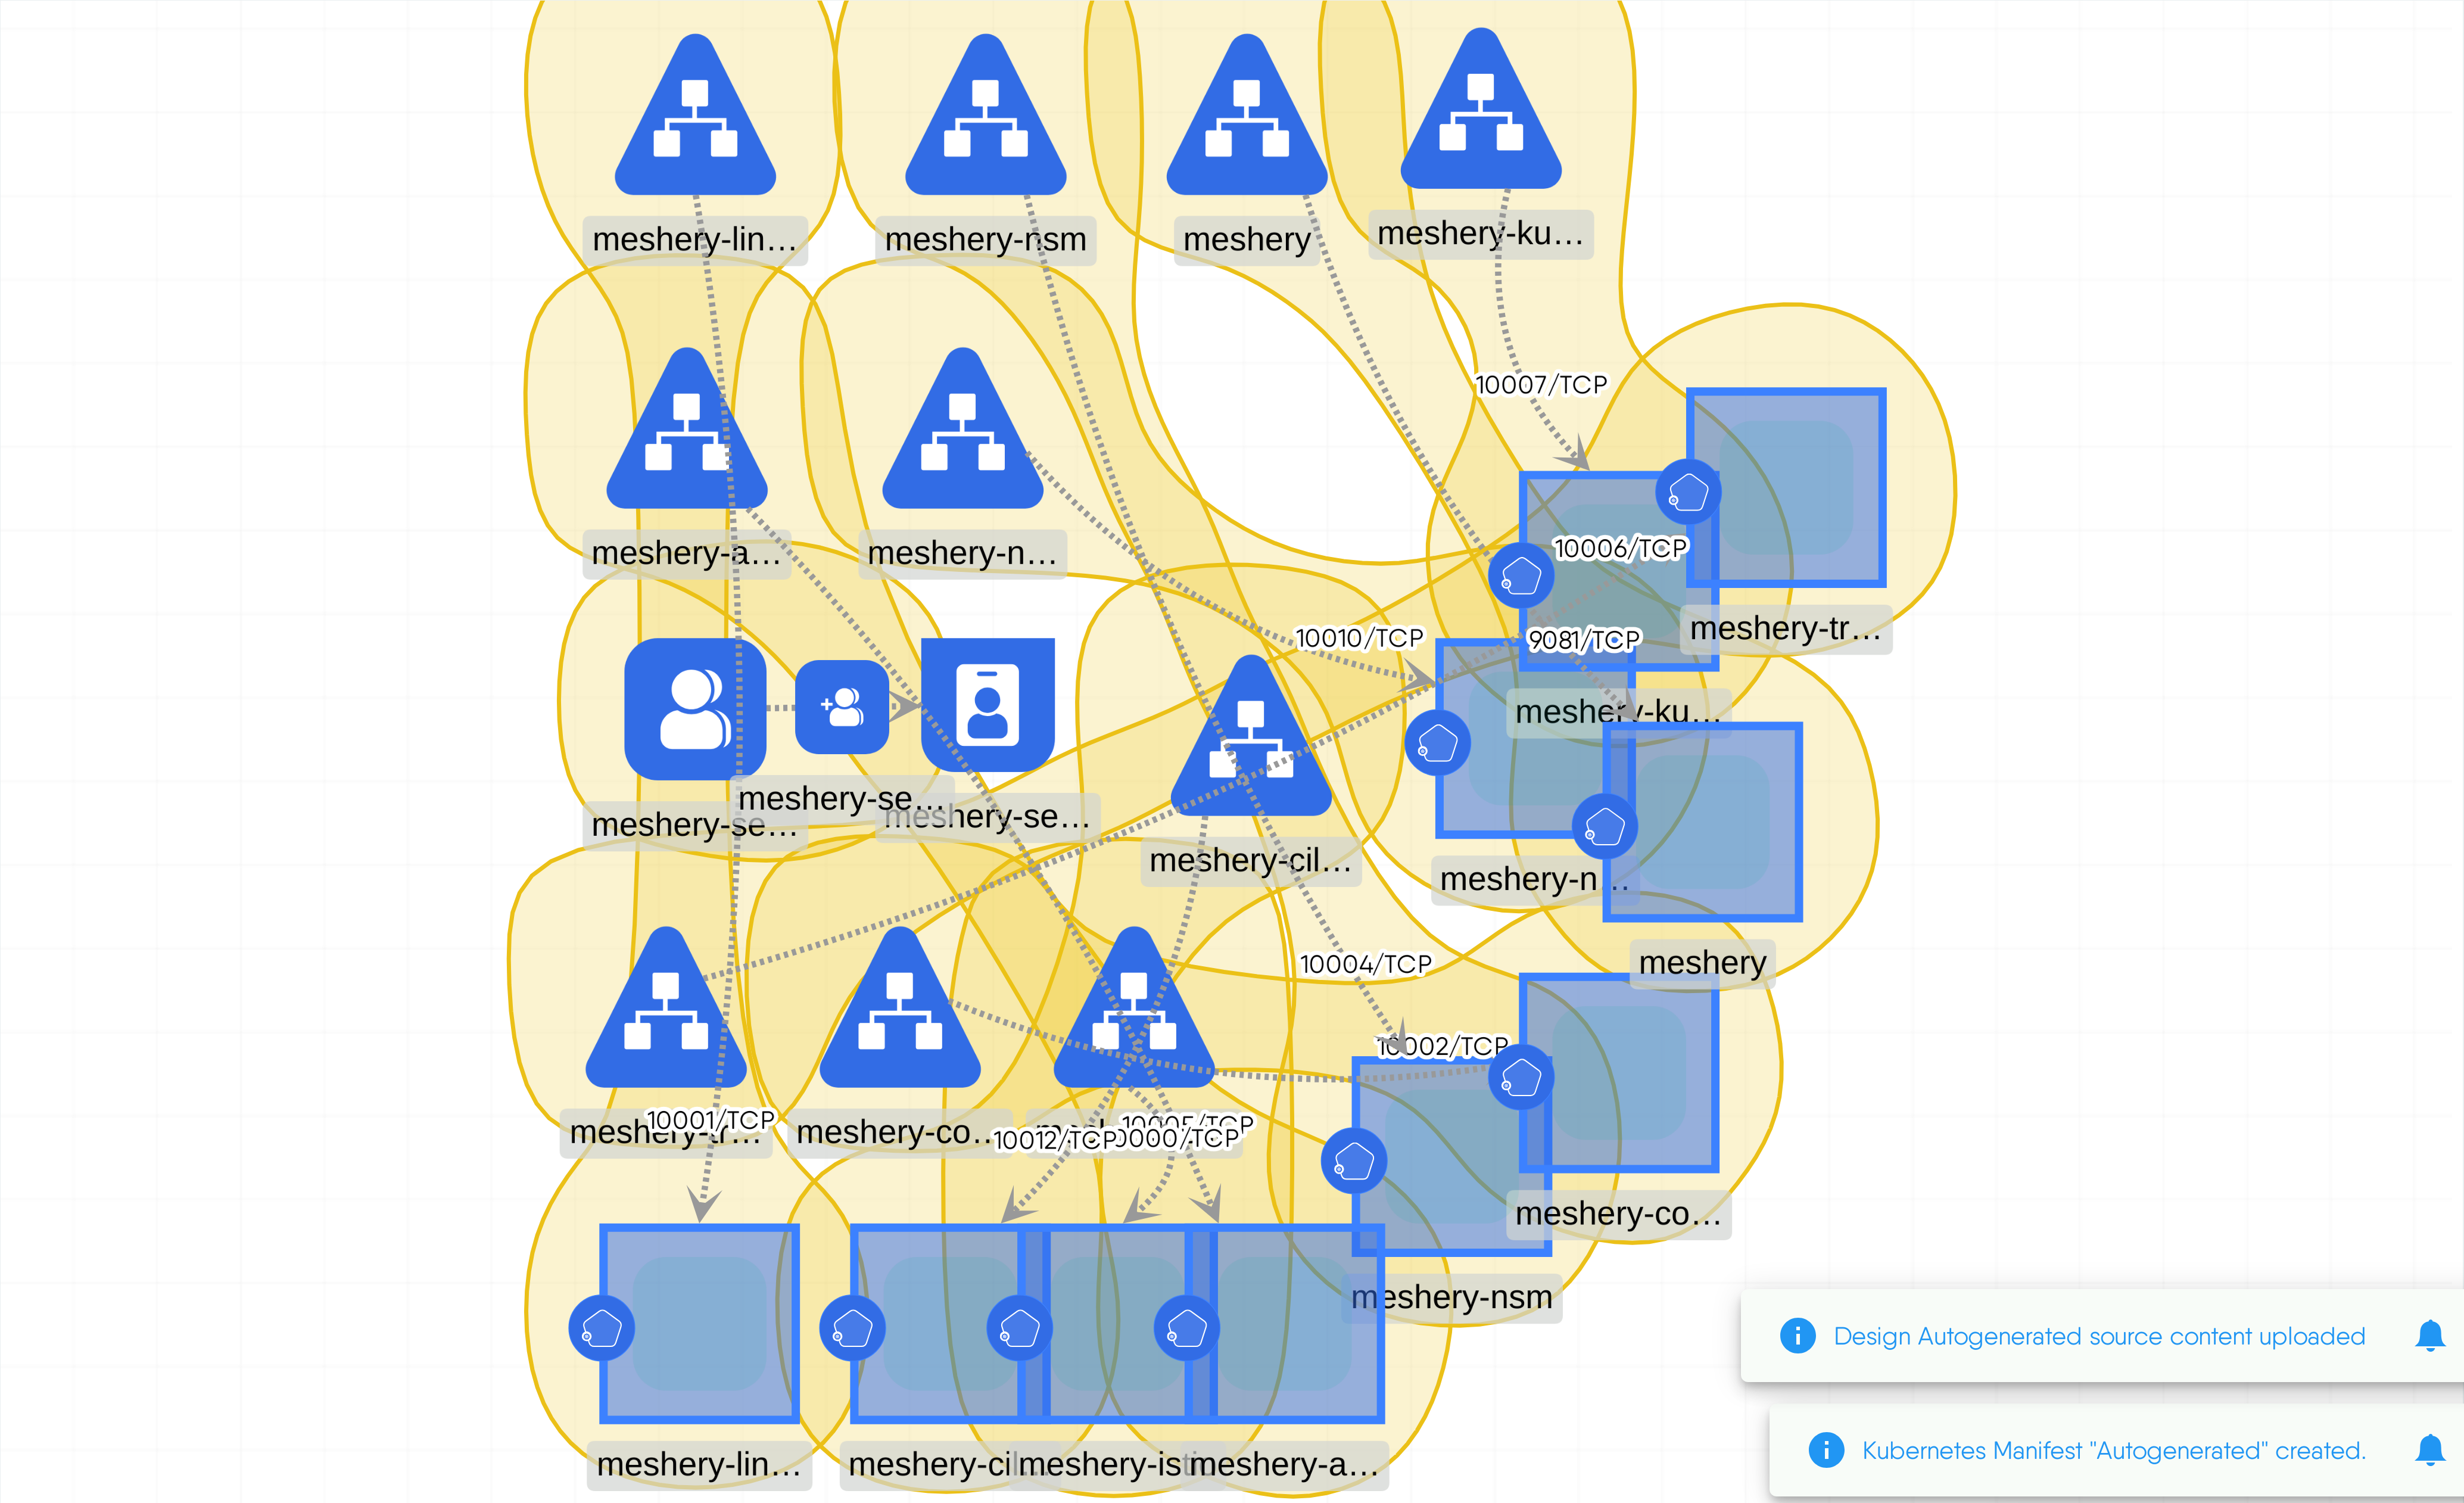 meshery-lin...
meshery-nsm
meshery
meshery-ku...
10007/TCP
meshery-a...
meshery-n...
10006/TCP
meshery-tr...
10010/TCP
9081/TCP
meshery-ku...
meshery-se...
meshery-se...
meshery-se...
meshery-cil...
meshery-n...
meshery
10004/TCP
10002/TCP
meshery-tr...
10001/TCP
meshery-co...
10012/TCP
10005/TCP
0000/TCP
meshery-co...
meshery-nsm
meshery-lin...
meshery-cil...
meshery-isti...
meshery-a...
Design Autogenerated source content uploaded
Kubernetes Manifest "Autogenerated" created.